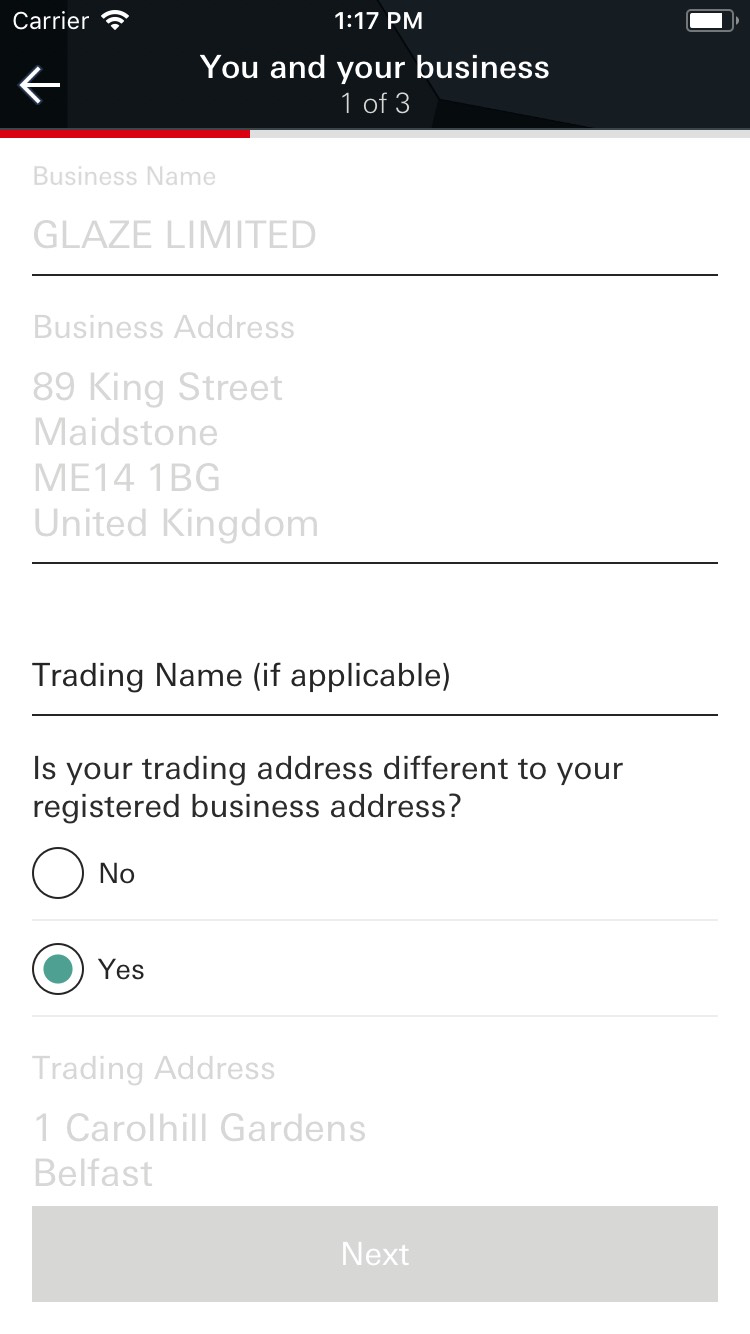 Carrier 1:17 PM
You and your business
1 of 3
Business Name
GLAZE LIMITED
Business Address
89 King Street
Maidstone
ME14 1BG
United Kingdom
Trading Name (if applicable)
Is your trading address different to your
registered business address?
No
Yes
Trading Address
1 Carolhill Gardens
Belfast
Next